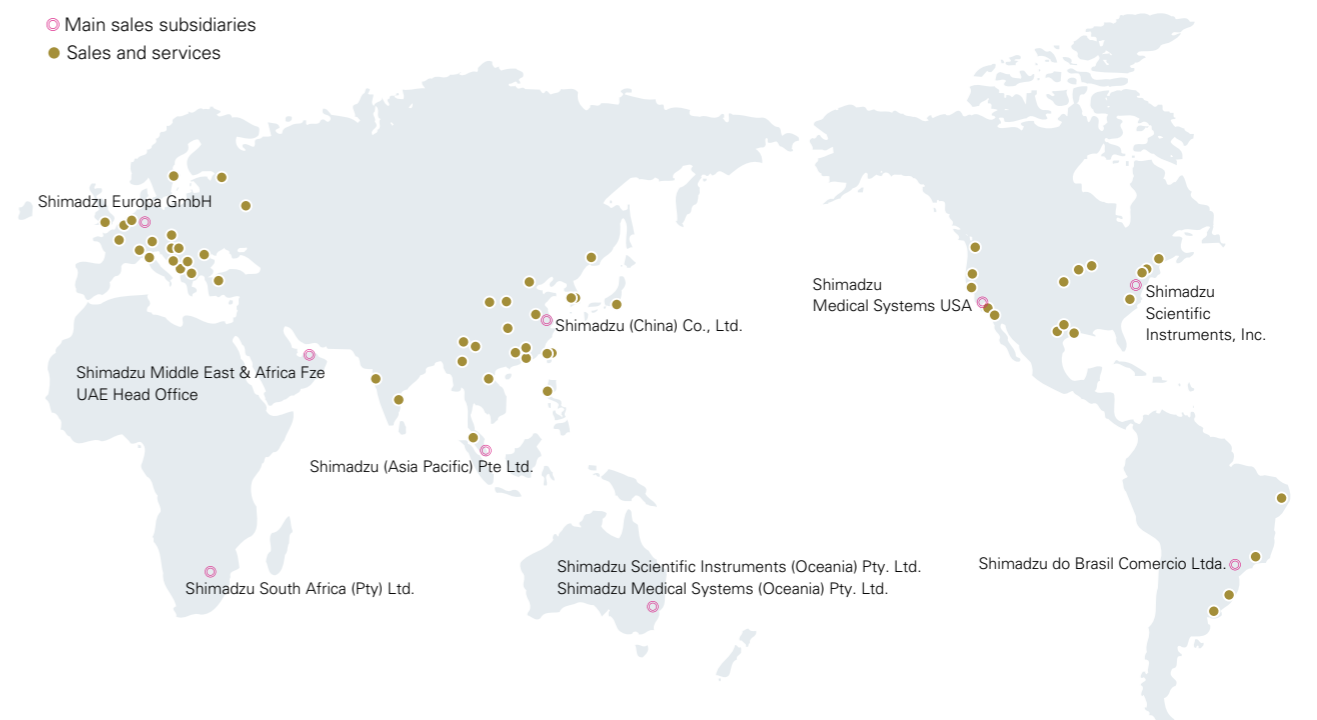 Main sales subsidiaries
Sales and services
Shimadzu Europa GmbH
Shimadzu
Medical Systems USA
Shimadzu
Scientific
Instruments, Inc.
Shimadzu (China) Co., Ltd.
Shimadzu Middle East & Africa Fze
UAE Head Office
Shimadzu (Asia Pacific) Pte Ltd.
Shimadzu Scientific Instruments (Oceania) Pty. Ltd.
Shimadzu Medical Systems (Oceania) Pty. Ltd.
Shimadzu do Brasil Comercio Ltda.
Shimadzu South Africa (Pty) Ltd.